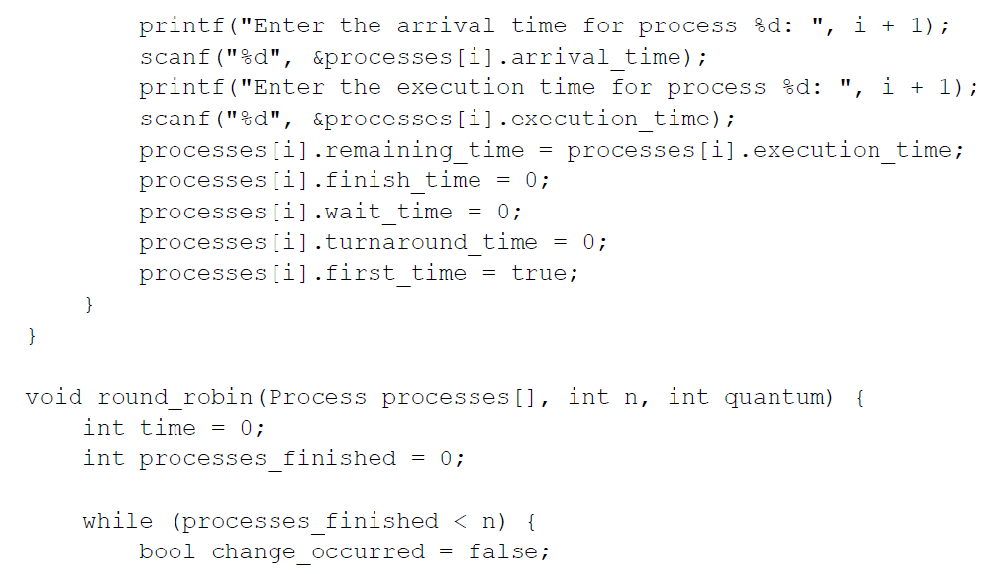 printf("Enter the arrival time for process %d: ", i + 1);
scanf("%d", &processes[i].arrival_time);
printf("Enter the execution time for process %d: ", i + 1);
scanf("%d", &processes[i].execution_time);
processes[i].remaining_time = processes[i].execution_time;
processes[i].finish_time = 0;
processes[i].wait_time = 0;
processes[i].turnaround_time = 0;
processes[i].first_time = true;
}
}
void round_robin(Process processes[], int n, int quantum) {
int time = 0;
int processes_finished = 0;
while (processes_finished < n) {
bool change_occurred = false;